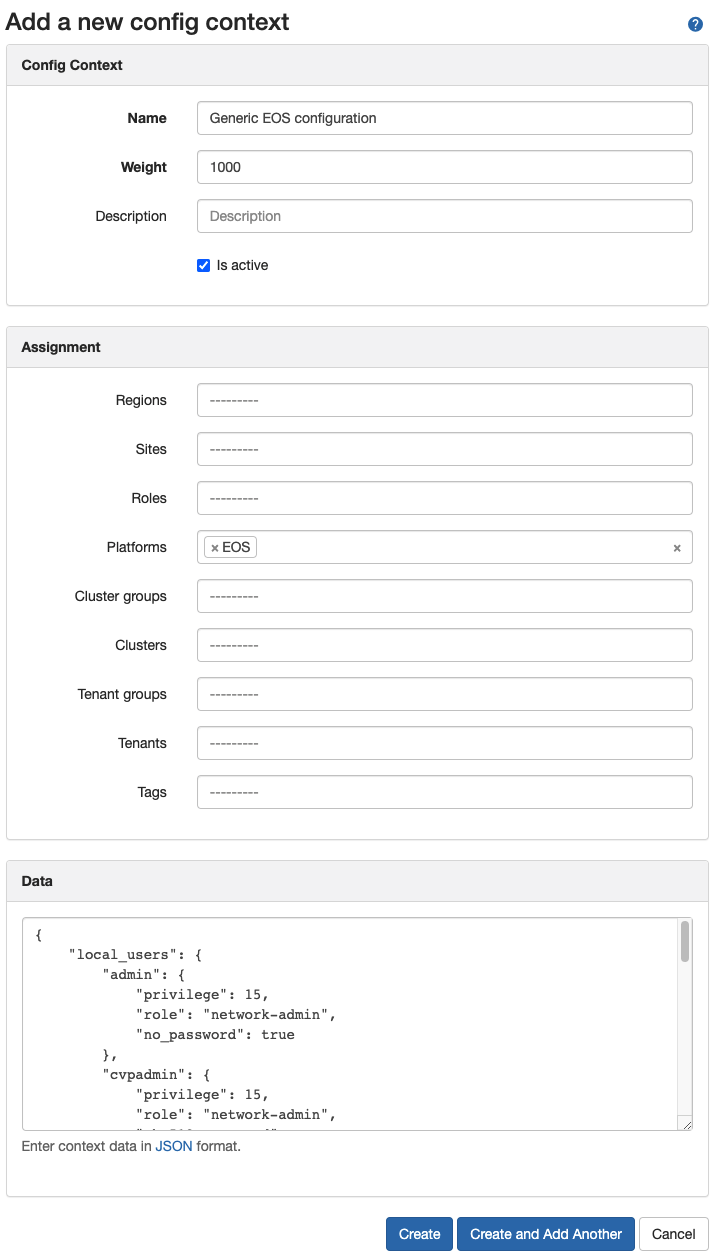 Add a new config context
?
Config Context
Name Generic EOS configuration
Weight 1000
Description Description
Is active
Assignment
Regions ---------
Sites ---------
Roles ---------
Platforms × EOS ×
Cluster groups ---------
Clusters ---------
Tenant groups ---------
Tenants ---------
Tags ---------
Data
{
"local_users": {
"admin": {
"privilege": 15,
"role": "network-admin",
"no_password": true
},
"cvpadmin": {
"privilege": 15,
"role": "network-admin",
Enter context data in JSON format.
Create Create and Add Another Cancel